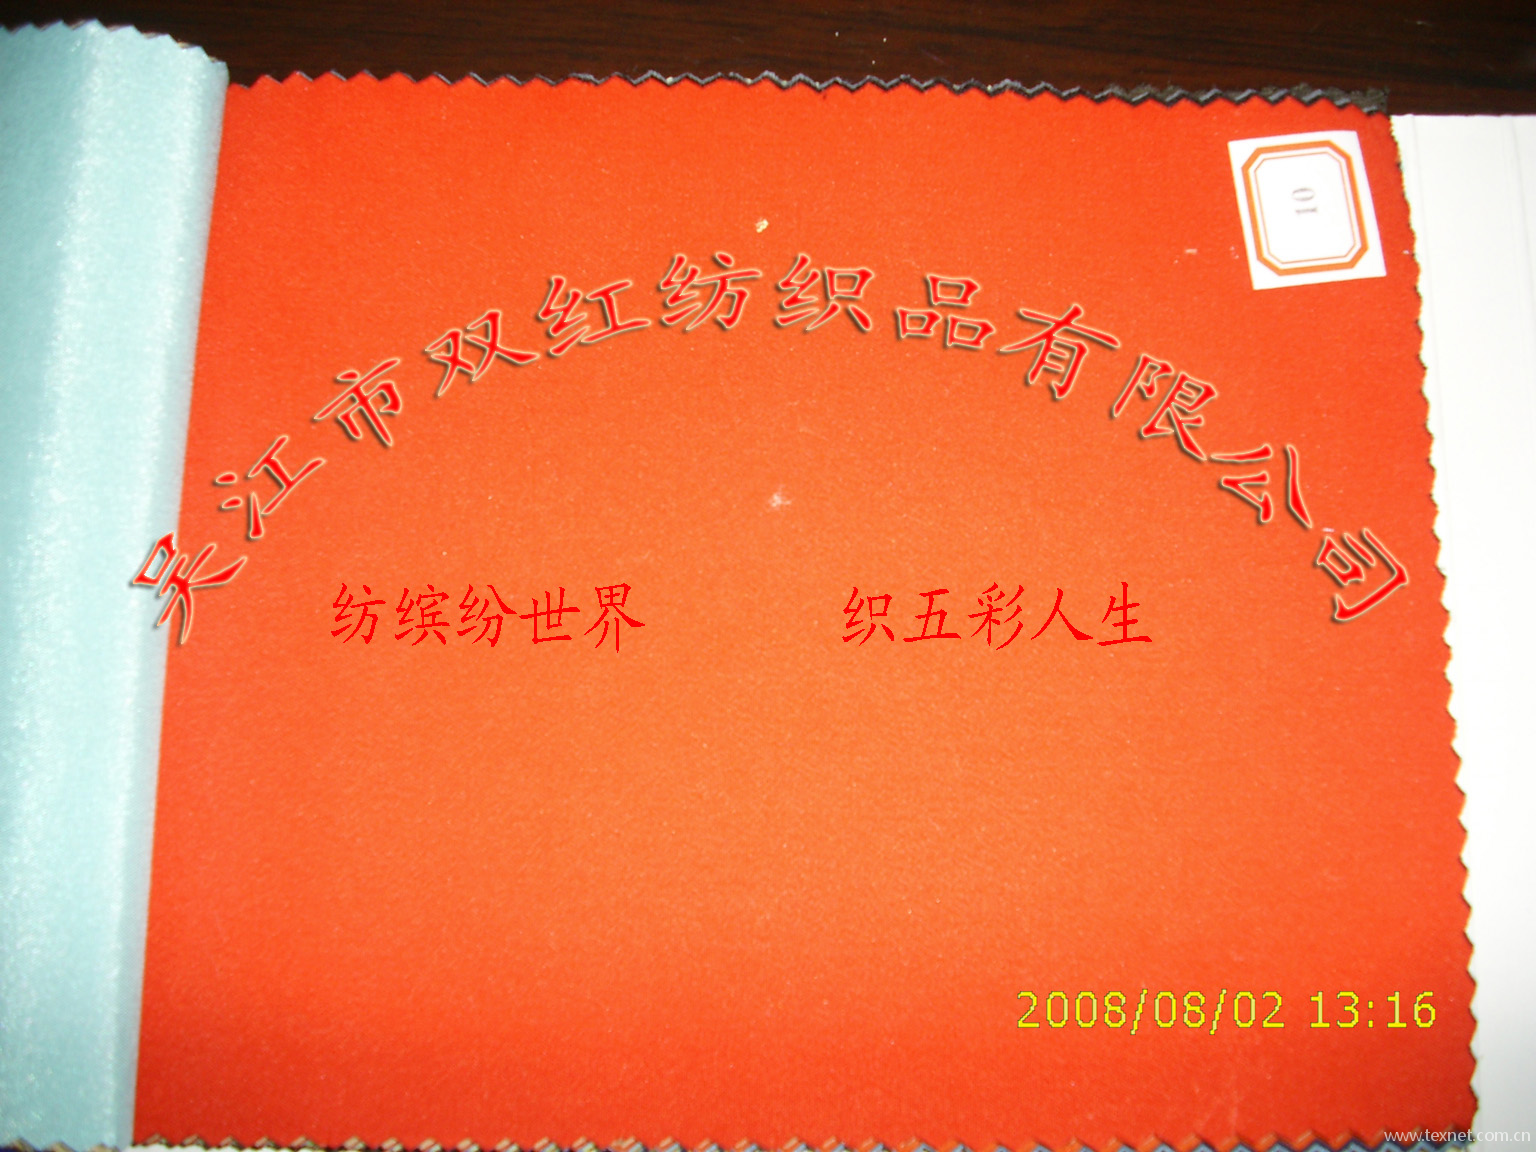 10
吴江市双红纺织品有限公司
纺缤纷世界 织五彩人生
2008/08/02 13:16
www.texnet.com.cn